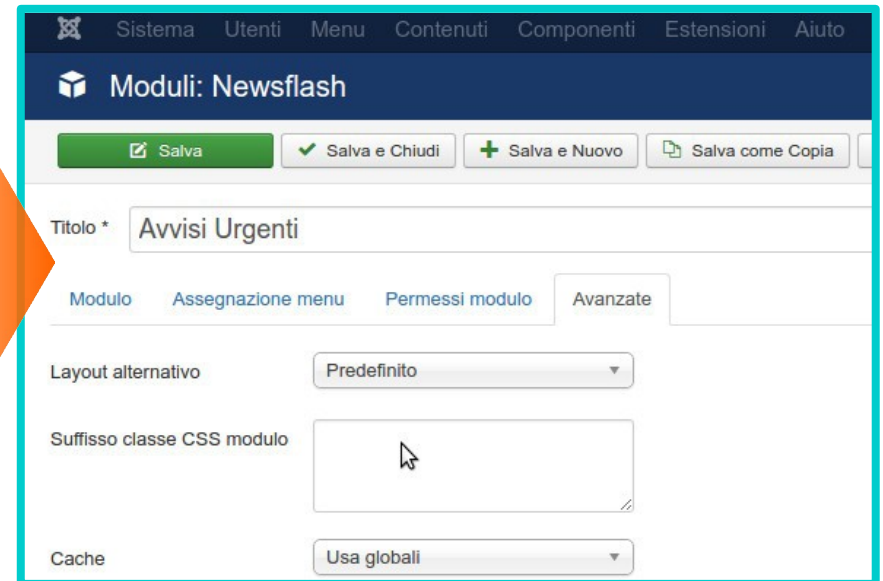 Sistema Utenti Menu Contenuti Componenti Estensioni Aiuto
Moduli: Newsflash
Salva Salva e Chiudi Salva e Nuovo Salva come Copia
Titolo * Avvisi Urgenti
Modulo Assegnazione menu Permessi modulo Avanzate
Layout alternativo Predefinito
Suffisso classe CSS modulo
Cache Usa globali